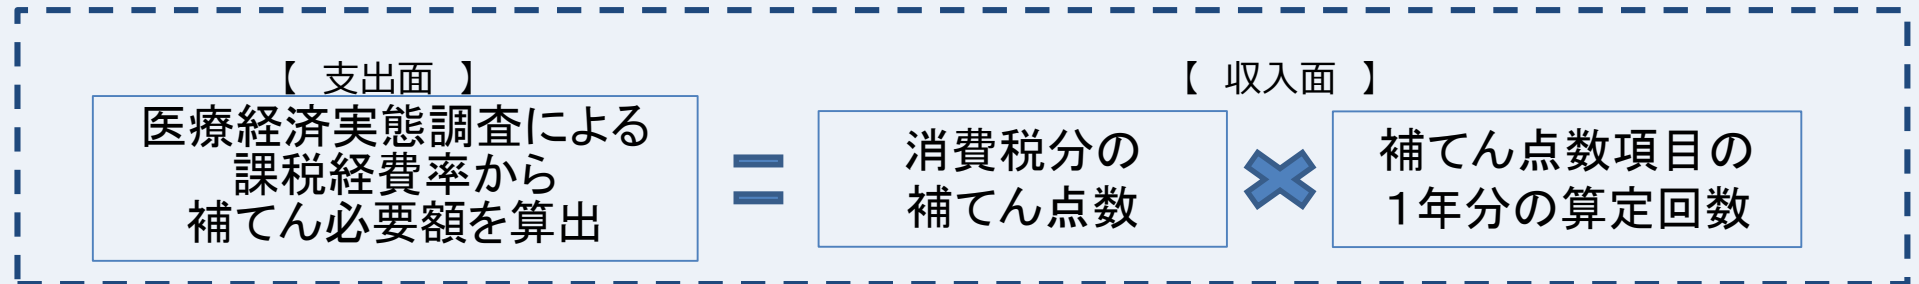 【　支出面　】
医療経済実態調査による
課税経費率から
補てん必要額を算出
【　収入面　】
消費税分の
補てん点数
補てん点数項目の
１年分の算定回数